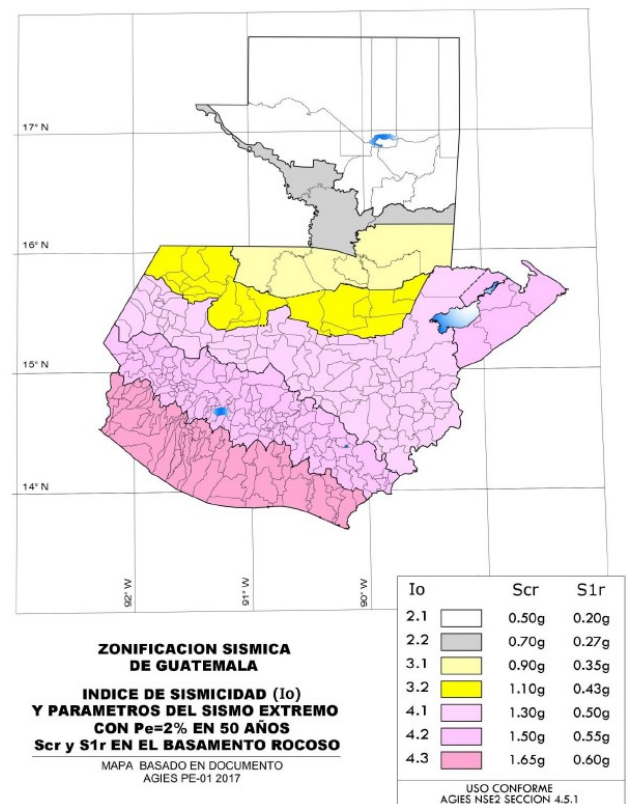 17° N
16° N
15° N
14° N
92° W
91° W
90° W
ZONIFICACION SISMICA
DE GUATEMALA
INDICE DE SISMICIDAD (Io)
Y PARAMETROS DEL SISMO EXTREMO
CON Pe=2% EN 50 AÑOS
Scr y S1r EN EL BASAMENTO ROCOSO
MAPA BASADO EN DOCUMENTO
AGIES PE-01 2017
Io Scr S1r
2.1 0.50g 0.20g
2.2 0.70g 0.27g
3.1 0.90g 0.35g
3.2 1.10g 0.43g
4.1 1.30g 0.50g
4.2 1.50g 0.55g
4.3 1.65g 0.60g
USO CONFORME
AGIES NSE2 SECCION 4.5.1